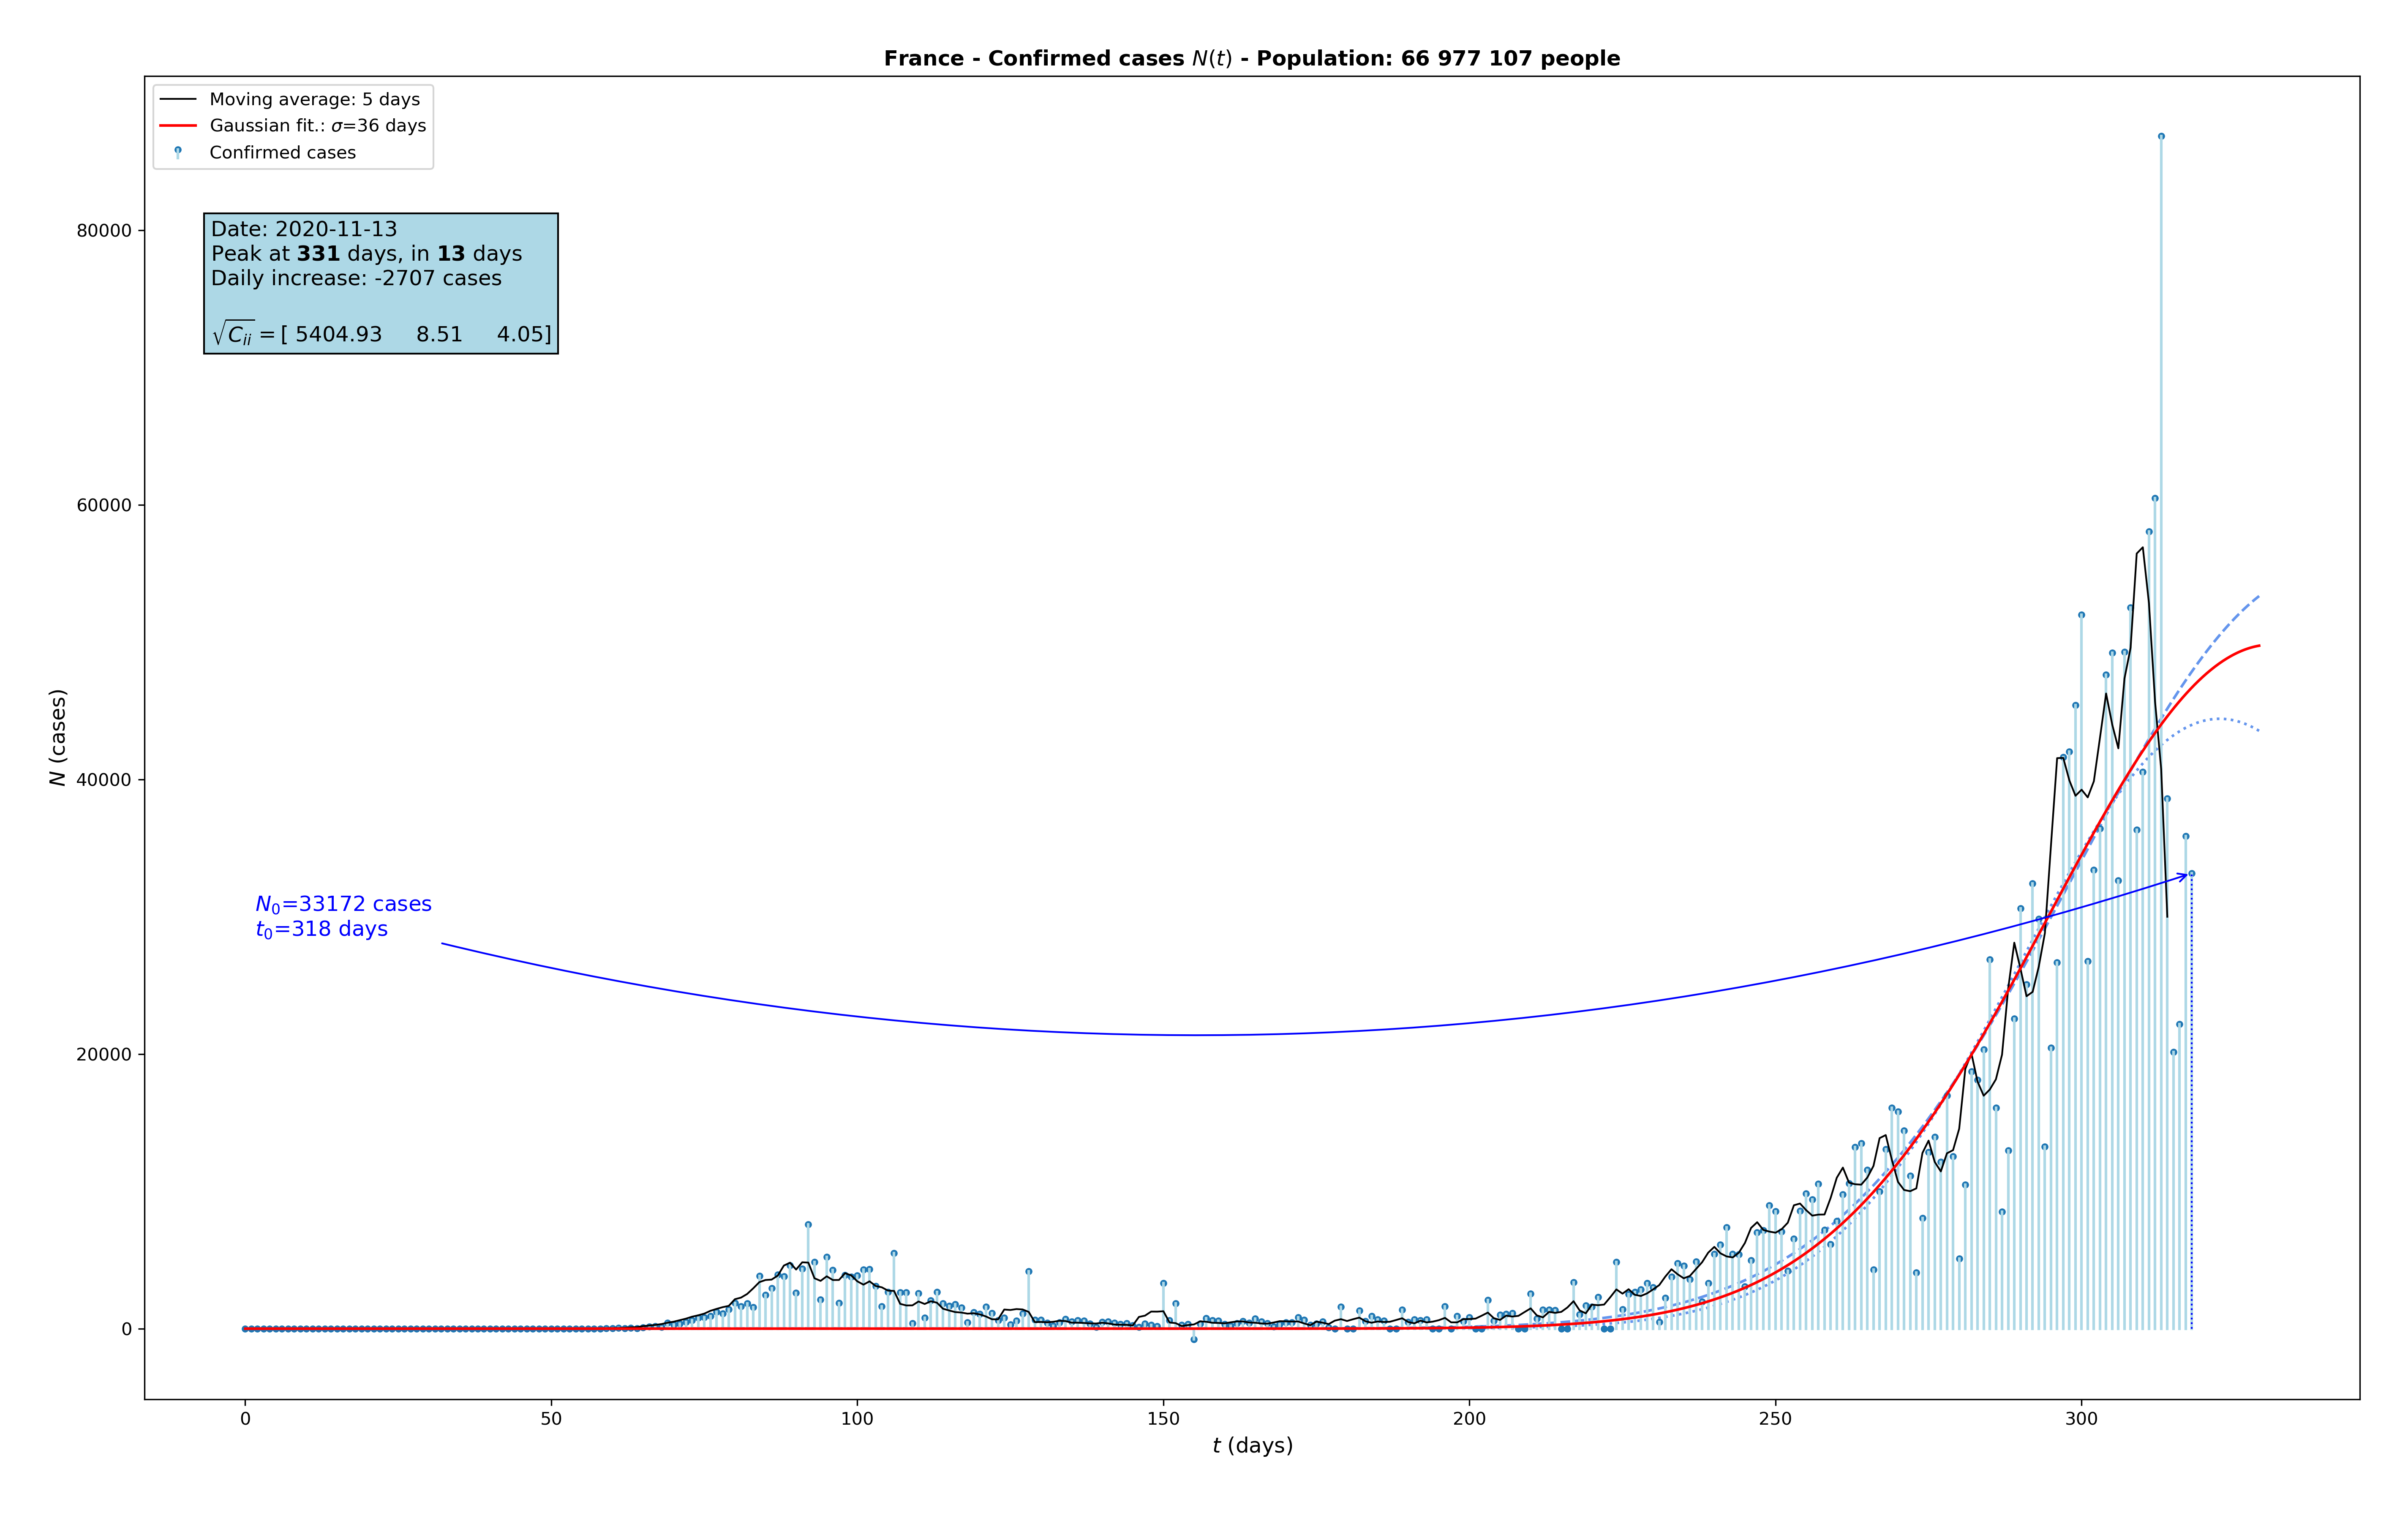 France - Confirmed cases N(t) - Population: 66 977 107 people
Moving average: 5 days
Gaussian fit.: σ=36 days
Confirmed cases
Date: 2020-11-13
Peak at 331 days, in 13 days
Daily increase: -2707 cases
√C_ii = [ 5404.93 8.51 4.05]
N₀=33172 cases
t₀=318 days
N (cases)
80000
60000
40000
20000
0
0 50 100 150 200 250 300
t (days)